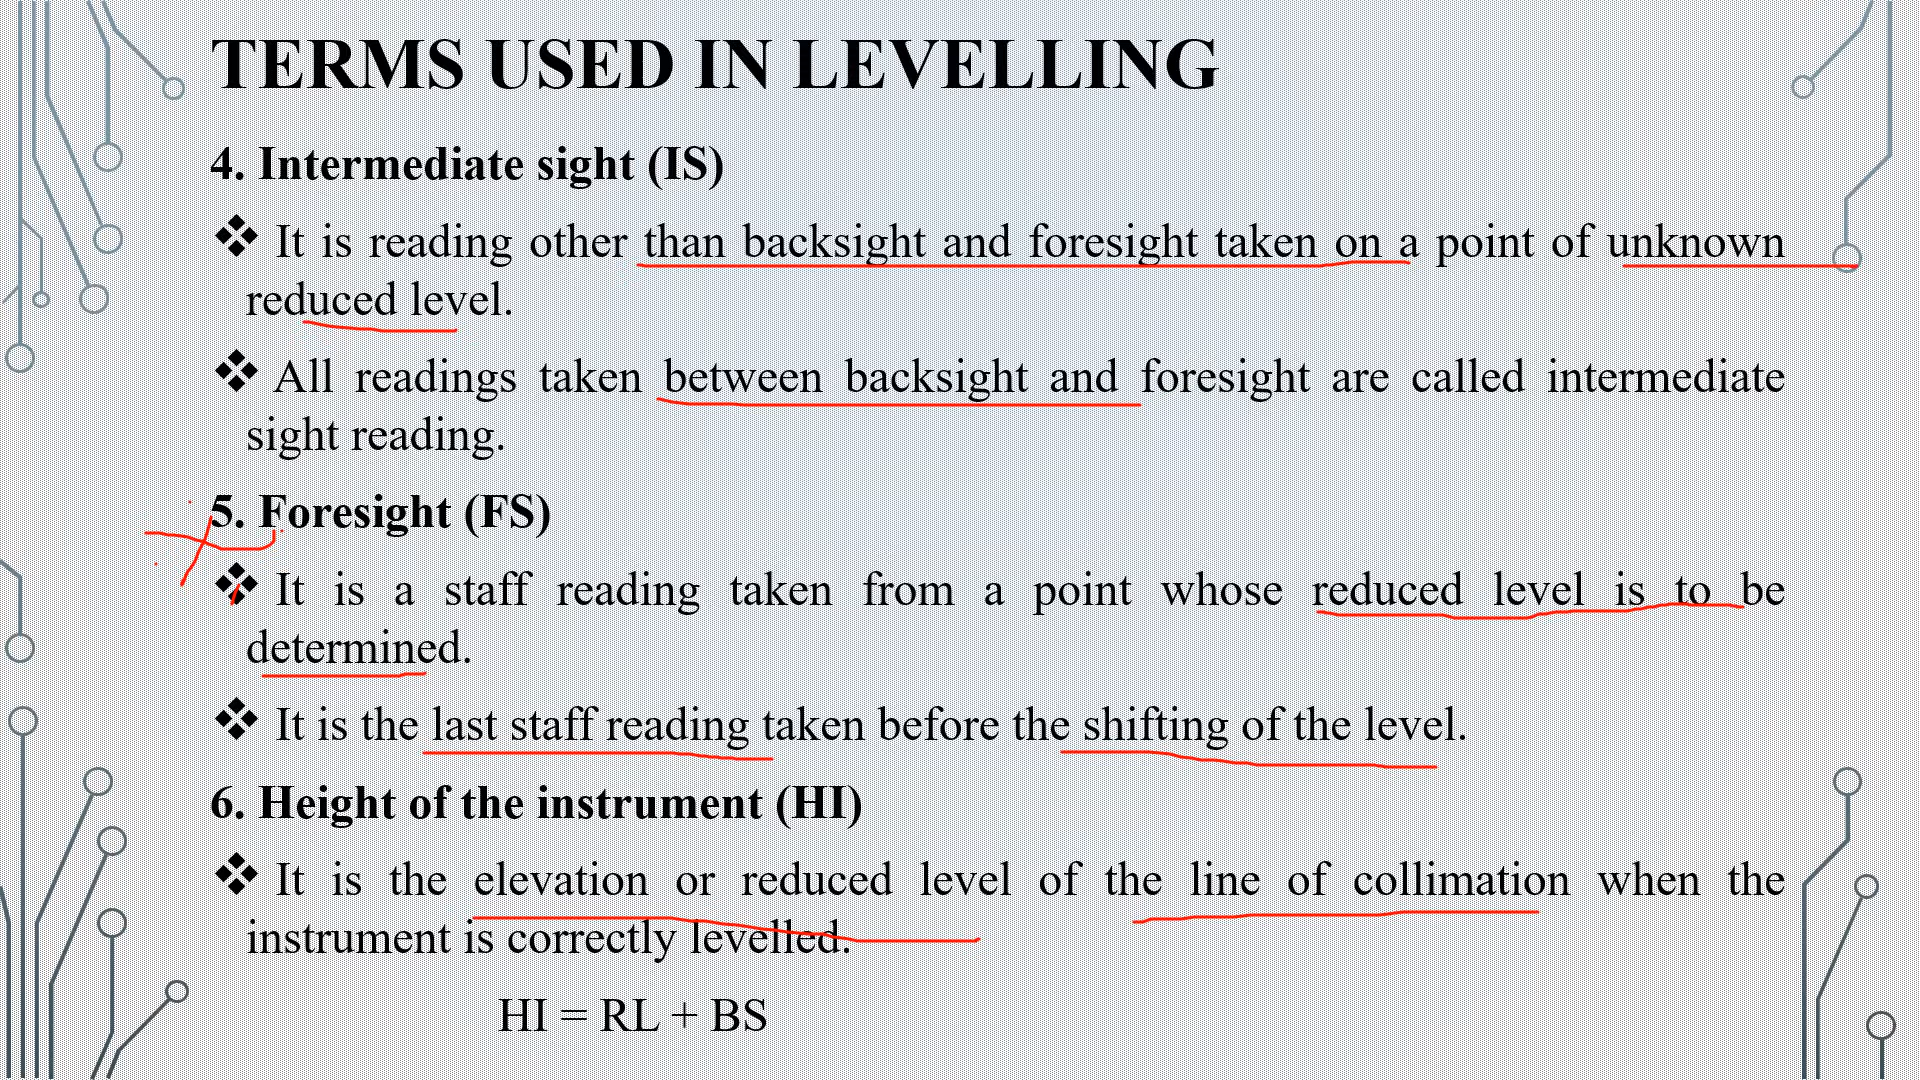 TERMS USED IN LEVELLING
4. Intermediate sight (IS)
❖ It is reading other than backsight and foresight taken on a point of unknown
reduced level.
❖ All readings taken between backsight and foresight are called intermediate
sight reading.
5. Foresight (FS)
❖ It is a staff reading taken from a point whose reduced level is to be
determined.
❖ It is the last staff reading taken before the shifting of the level.
6. Height of the instrument (HI)
❖ It is the elevation or reduced level of the line of collimation when the
instrument is correctly levelled.
HI = RL + BS